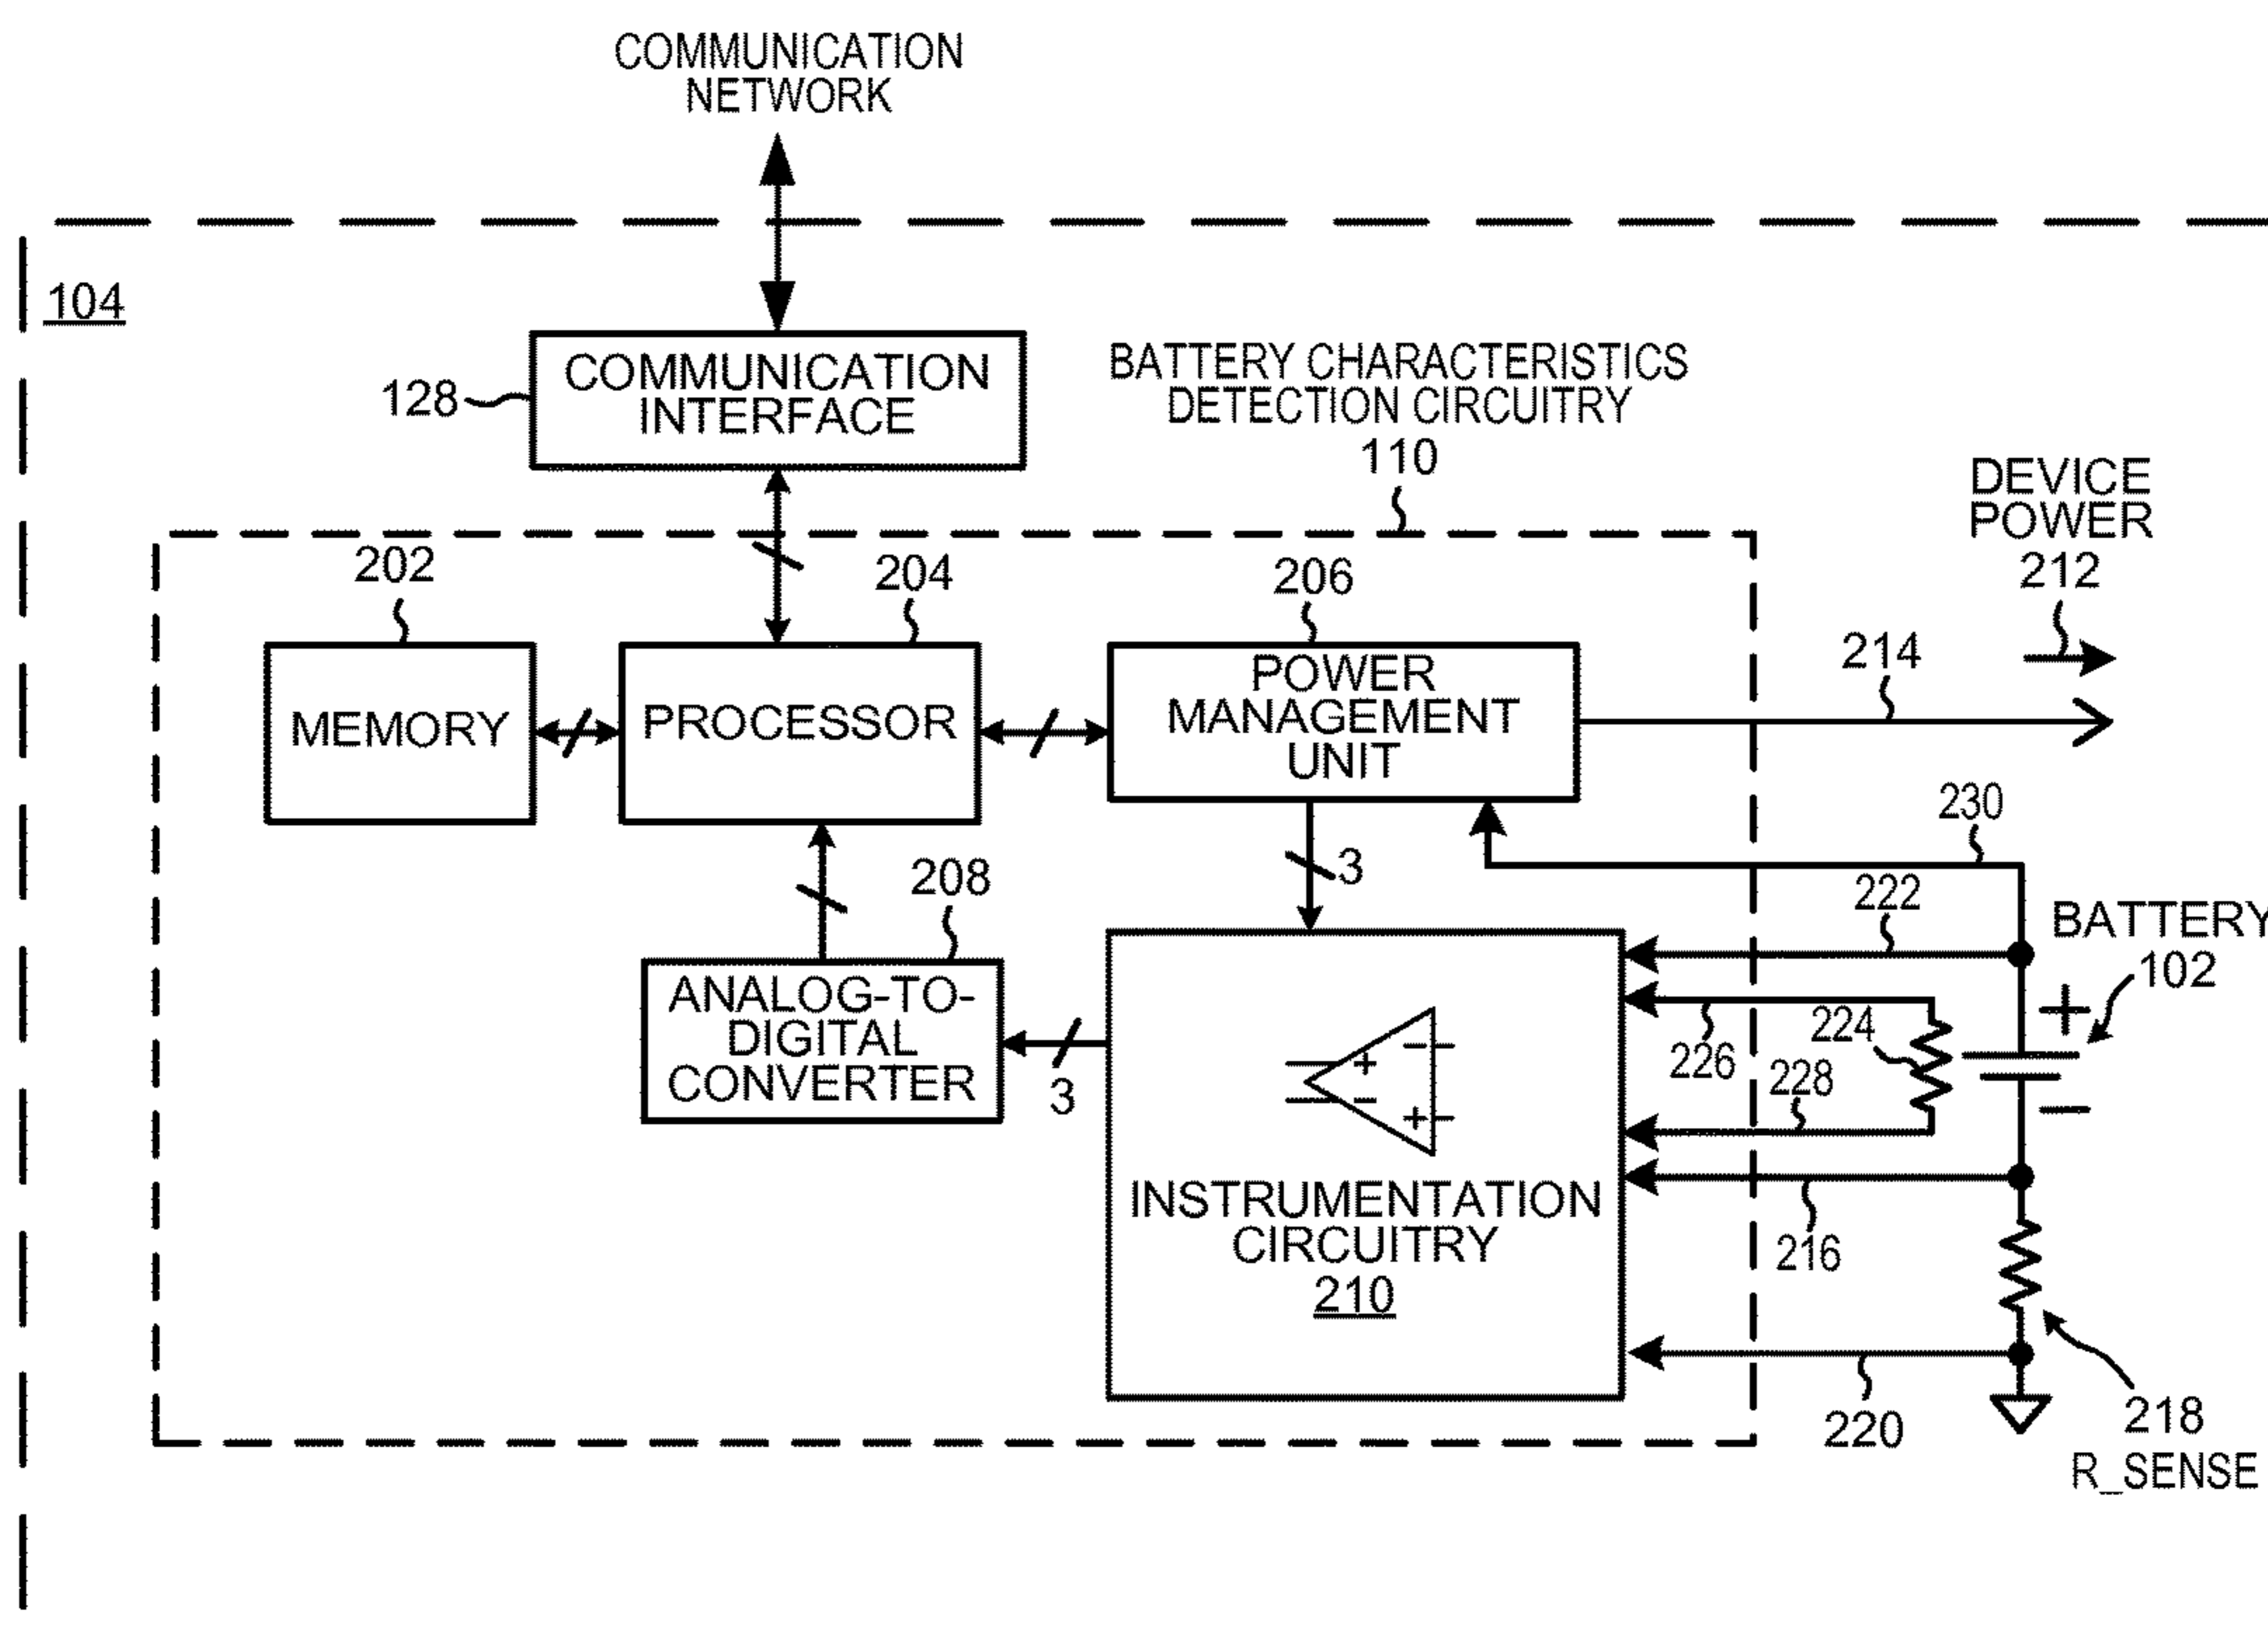 COMMUNICATION
NETWORK
104
128
COMMUNICATION
INTERFACE
BATTERY CHARACTERISTICS
DETECTION CIRCUITRY
110
DEVICE
POWER
212
202
204
206
214
MEMORY
PROCESSOR
POWER
MANAGEMENT
UNIT
230
3
208
222
BATTERY
102
+
ANALOG-TO-
DIGITAL
CONVERTER
3
224
226
228
−
+
+
−
−
+
INSTRUMENTATION
CIRCUITRY
210
216
220
218
R_SENSE